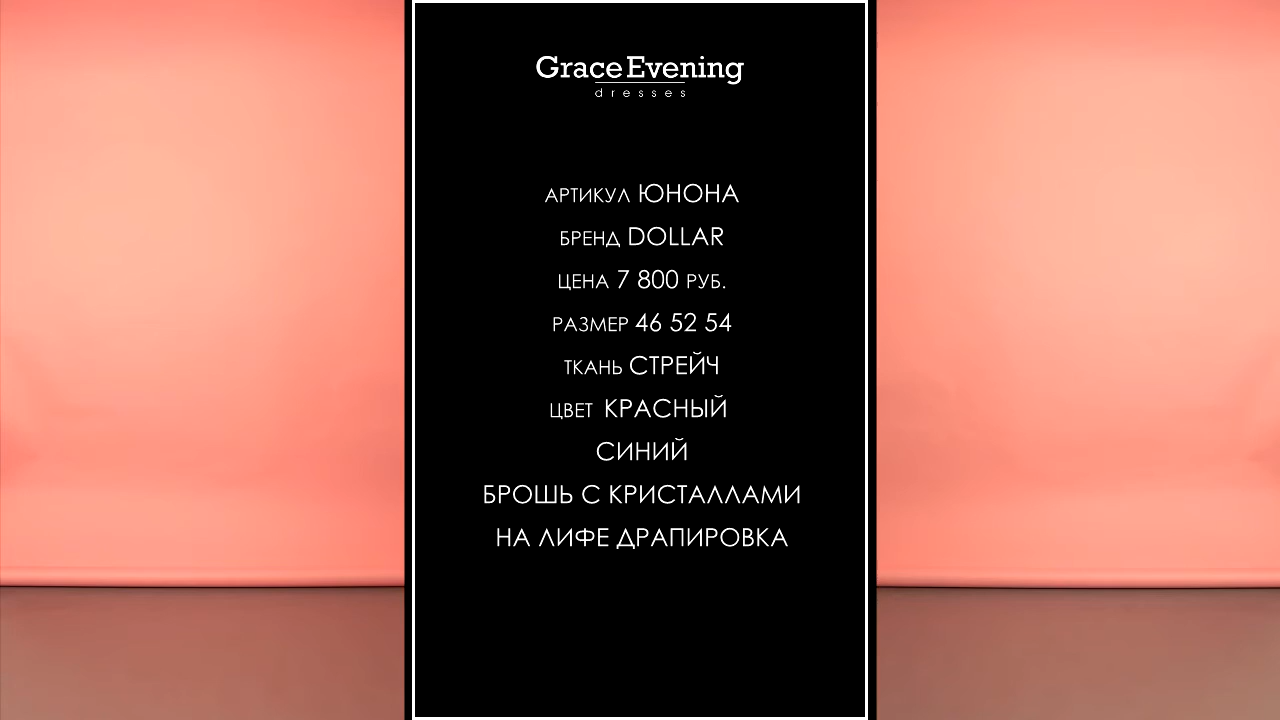 Grace Evening
dresses
АРТИКУЛ ЮНОНА
БРЕНД DOLLAR
ЦЕНА 7 800 РУБ.
РАЗМЕР 46 52 54
ТКАНЬ СТРЕЙЧ
ЦВЕТ КРАСНЫЙ
СИНИЙ
БРОШЬ С КРИСТАЛЛАМИ
НА ЛИФЕ ДРАПИРОВКА